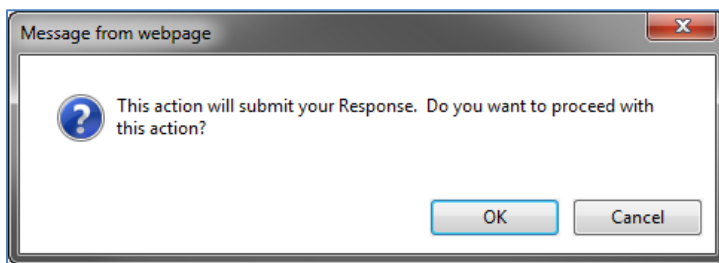 Message from webpage
This action will submit your Response.  Do you want to proceed with
this action?
OK
Cancel